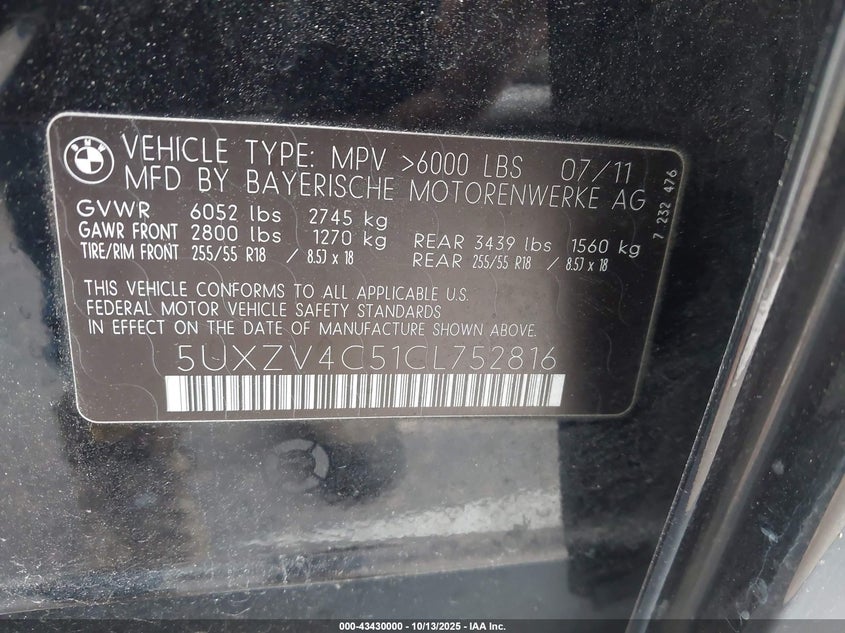 BMW
VEHICLE TYPE: MPV >6000 LBS 07/11
MFD BY BAYERISCHE MOTORENWERKE AG
GVWR 6052 lbs 2745 kg
GAWR FRONT 2800 lbs 1270 kg REAR 3439 lbs 1560 kg
TIRE/RIM FRONT 255/55 R18 / 8.5J x 18 REAR 255/55 R18 / 8.5J x 18
THIS VEHICLE CONFORMS TO ALL APPLICABLE U.S.
FEDERAL MOTOR VEHICLE SAFETY STANDARDS
IN EFFECT ON THE DATE OF MANUFACTURE SHOWN ABOVE.
5UXZV4C51CL752816
7 232 476
000-43430000 - 10/13/2025 - IAA Inc.